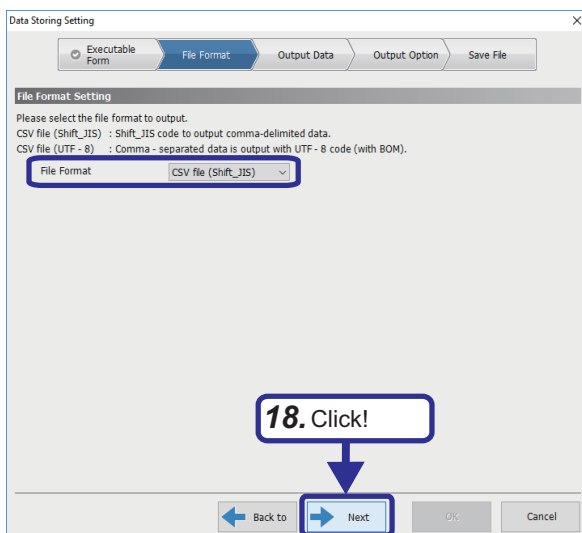 Data Storing Setting
Executable
Form
File Format
Output Data
Output Option
Save File
File Format Setting
Please select the file format to output.
CSV file (Shift_JIS) : Shift_JIS code to output comma-delimited data.
CSV file (UTF - 8) : Comma - separated data is output with UTF - 8 code (with BOM).
File Format CSV file (Shift_JIS)
18. Click!
Back to Next OK Cancel